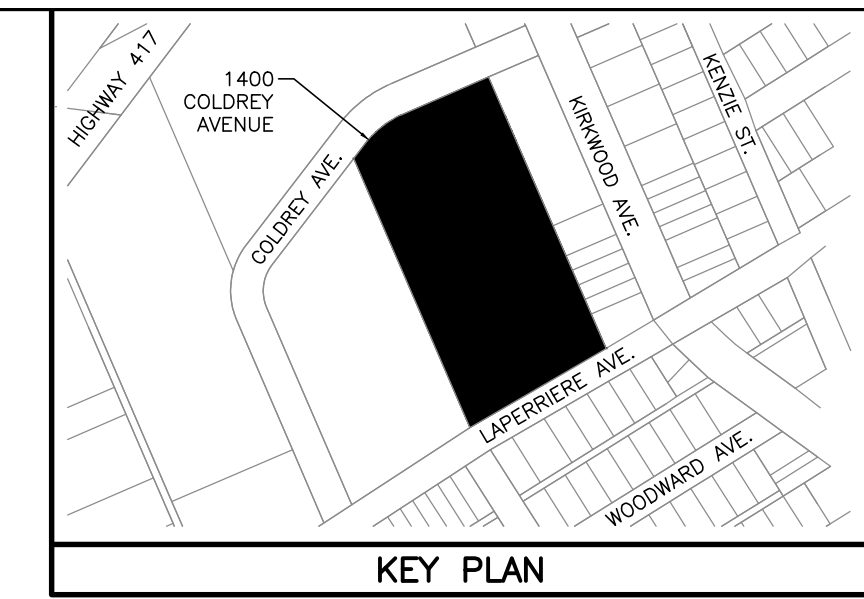 HIGHWAY 417
1400
COLDREY
AVENUE
COLDREY AVE.
KIRKWOOD AVE.
KENZIE ST.
LAPERRIERE AVE.
WOODWARD AVE.
KEY PLAN